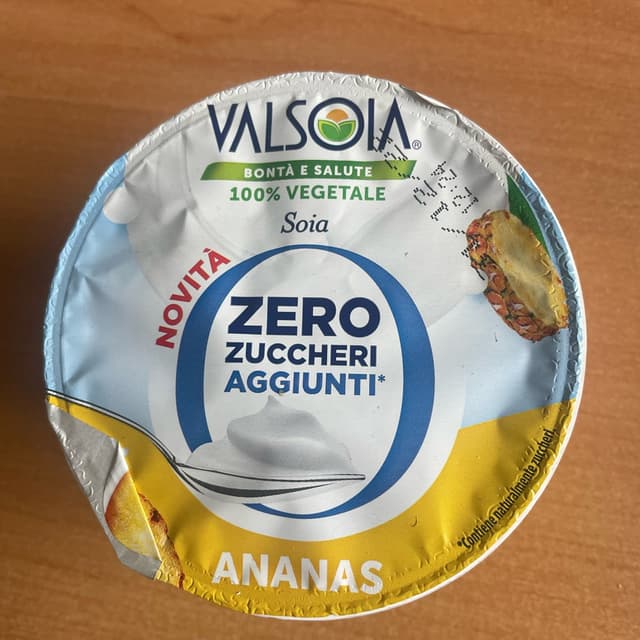 VALSOIA®
BONTÀ E SALUTE
100% VEGETALE
Soia
NOVITÀ
ZERO
ZUCCHERI
AGGIUNTI*
*Contiene naturalmente zuccheri.
ANANAS